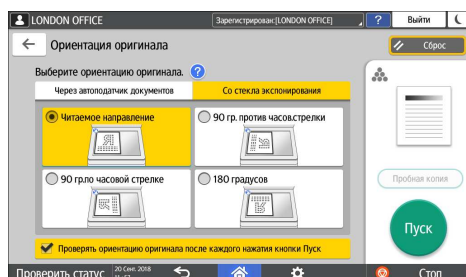 LONDON OFFICE
Зарегистрирован:[LONDON OFFICE]
?
Выйти
Ориентация оригинала
Сброс
Выберите ориентацию оригинала. ?
Через автоподатчик документов
Со стекла экспонирования
Читаемое направление
90 гр. против часов.стрелки
90 гр.по часовой стрелке
180 градусов
Пробная копия
Пуск
Проверять ориентацию оригинала после каждого нажатия кнопки Пуск
Проверить статус
20 Сент. 2018
Стоп